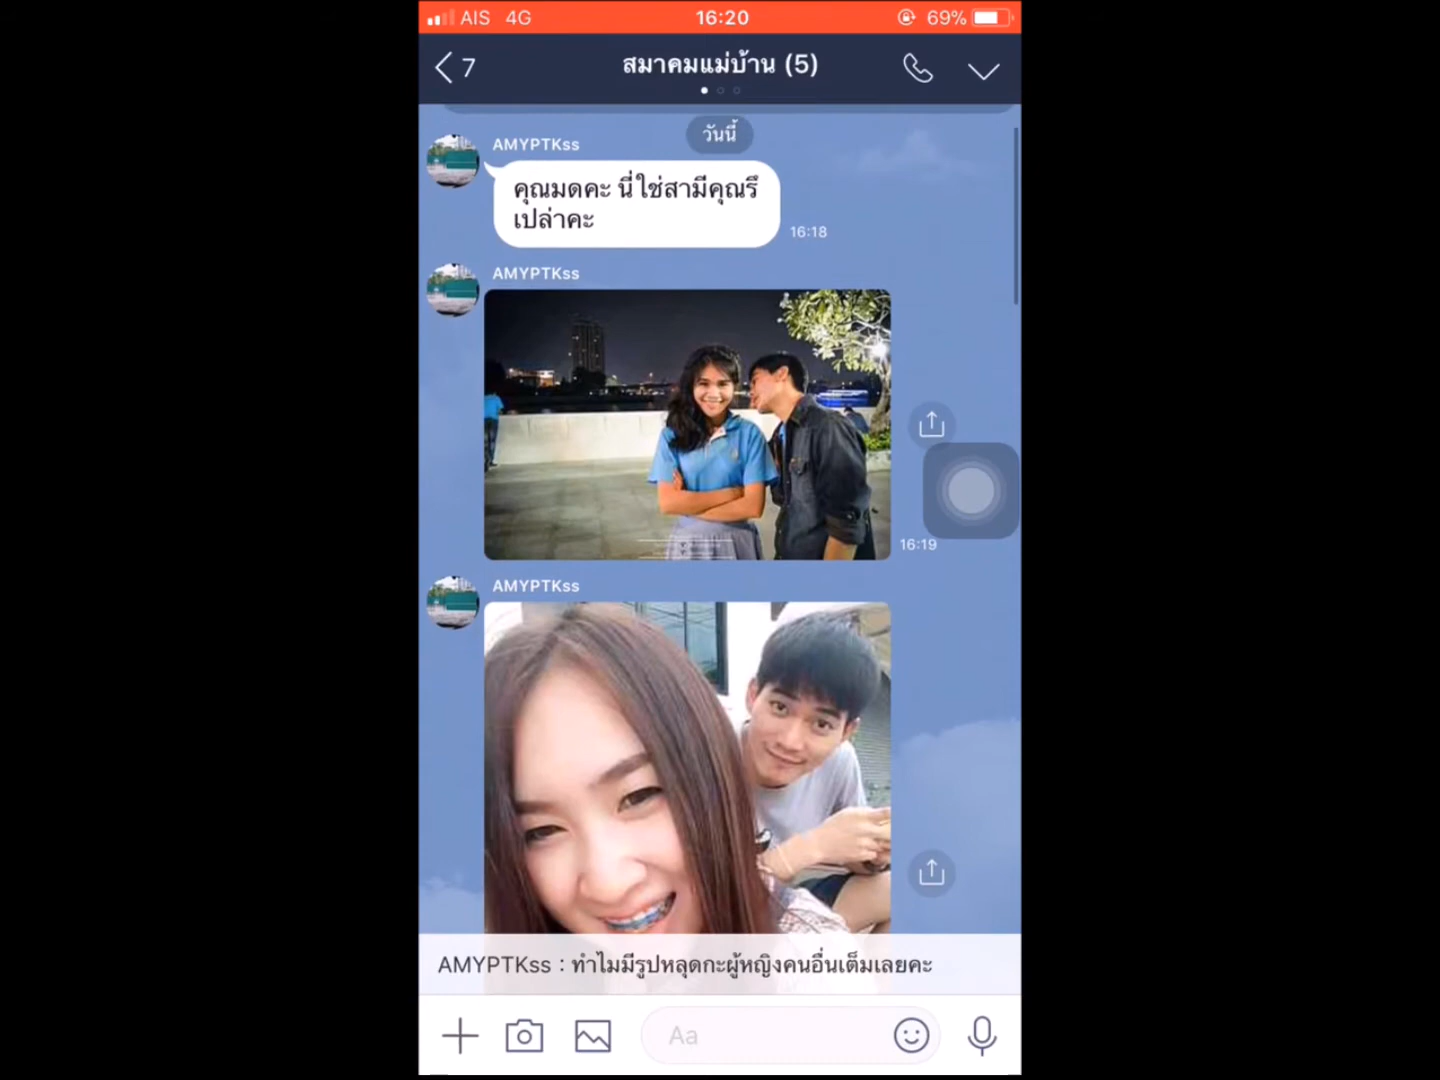 AIS 4G
16:20
69%
7
สมาคมแม่บ้าน (5)
วันนี้
AMYPTKss
คุณมดคะ นี่ใช่สามีคุณรึ
เปล่าคะ
16:18
AMYPTKss
16:19
AMYPTKss
AMYPTKss : ทำไมมีรูปหลุดกะผู้หญิงคนอื่นเต็มเลยคะ
Aa